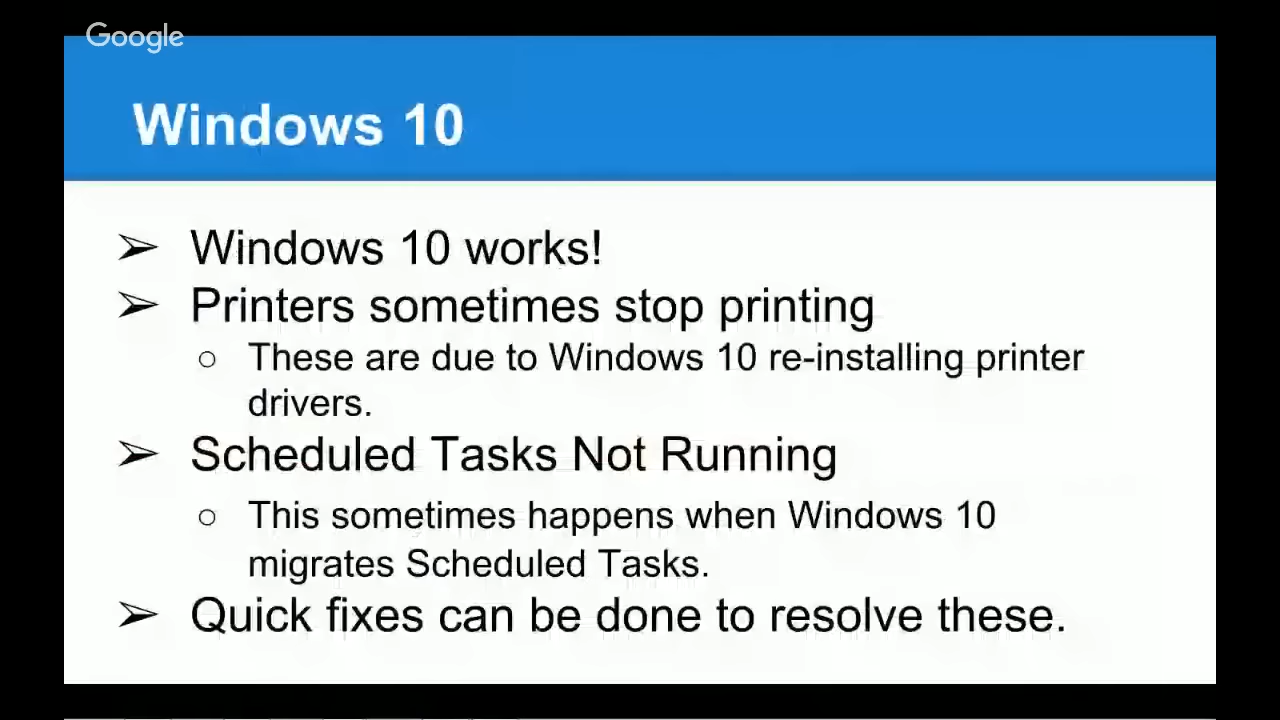 Google
Windows 10
➢ Windows 10 works!
➢ Printers sometimes stop printing
○ These are due to Windows 10 re-installing printer
drivers.
➢ Scheduled Tasks Not Running
○ This sometimes happens when Windows 10
migrates Scheduled Tasks.
➢ Quick fixes can be done to resolve these.